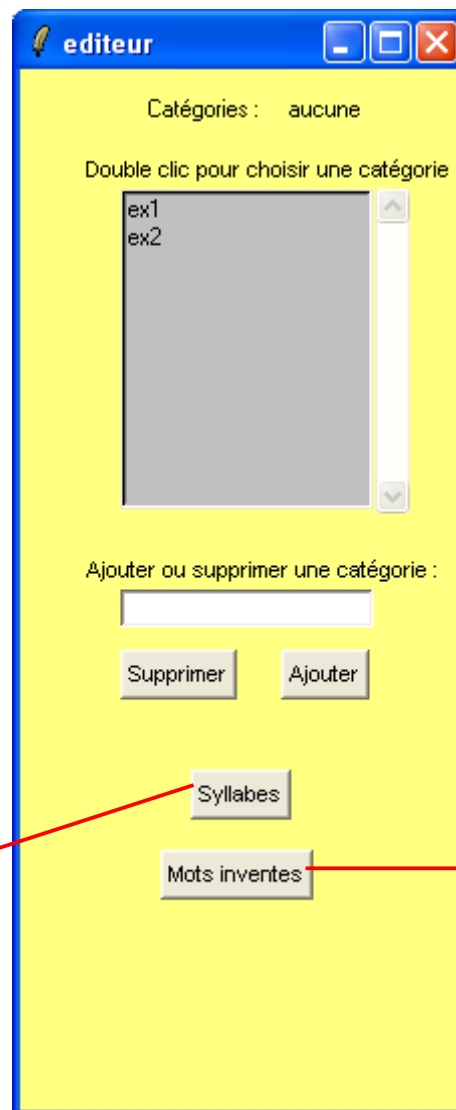 editeur
Catégories : aucune
Double clic pour choisir une catégorie
ex1
ex2
Ajouter ou supprimer une catégorie :
Supprimer Ajouter
Syllabes
Mots inventes